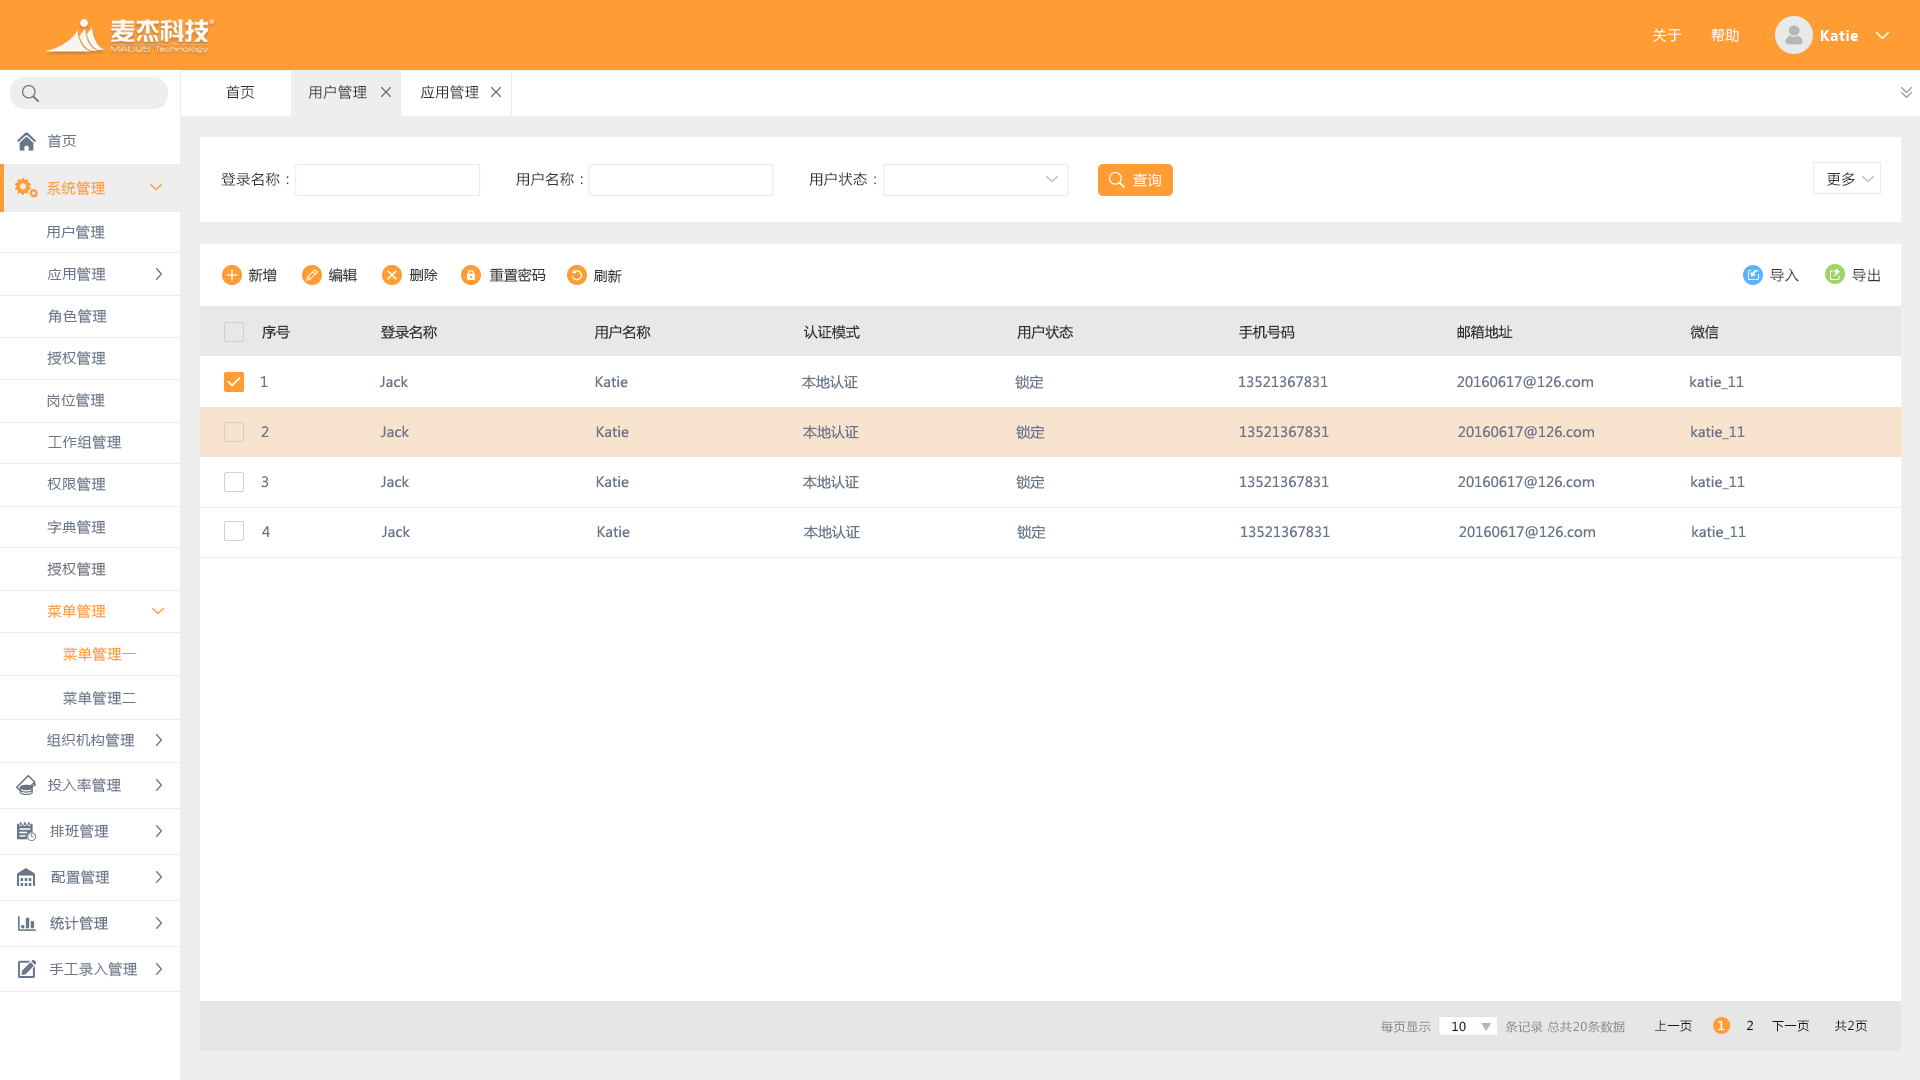 麦杰科技®
MAGUS Technology
关于 帮助 Katie
首页 用户管理 应用管理
首页
系统管理
用户管理
应用管理
角色管理
授权管理
岗位管理
工作组管理
权限管理
字典管理
授权管理
菜单管理
菜单管理一
菜单管理二
组织机构管理
投入率管理
排班管理
配置管理
统计管理
手工录入管理
登录名称： 用户名称： 用户状态： 查询 更多
新增 编辑 删除 重置密码 刷新 导入 导出
序号 登录名称 用户名称 认证模式 用户状态 手机号码 邮箱地址 微信
1 Jack Katie 本地认证 锁定 13521367831 20160617@126.com katie_11
2 Jack Katie 本地认证 锁定 13521367831 20160617@126.com katie_11
3 Jack Katie 本地认证 锁定 13521367831 20160617@126.com katie_11
4 Jack Katie 本地认证 锁定 13521367831 20160617@126.com katie_11
每页显示 10 条记录 总共20条数据 上一页 1 2 下一页 共2页